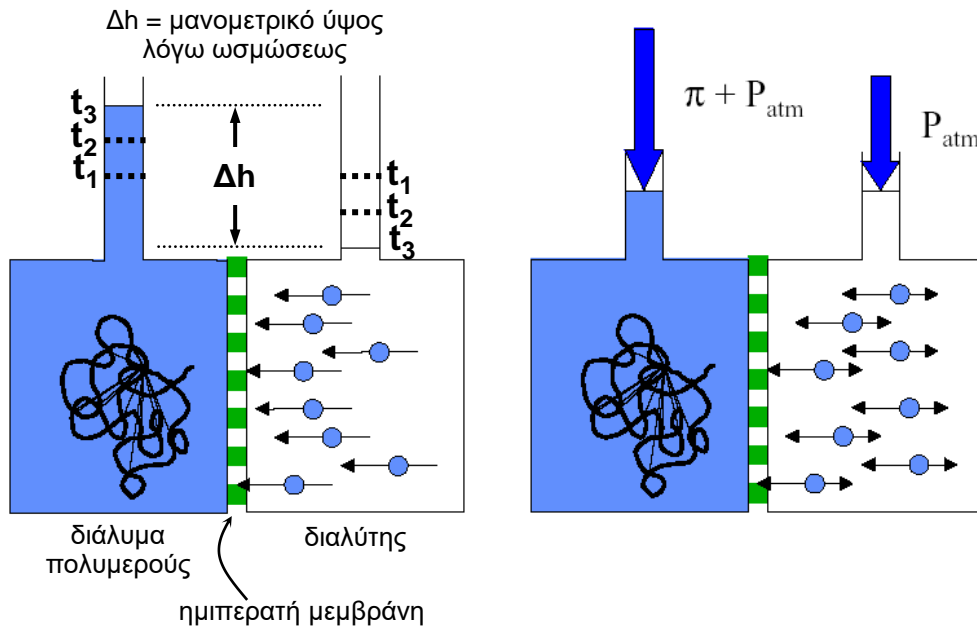 Δh = μανομετρικό ύψος
λόγω ωσμώσεως
t3
t2
t1
Δh
t1
t2
t3
π + Patm
Patm
διάλυμα
πολυμερούς
διαλύτης
ημιπερατή μεμβράνη